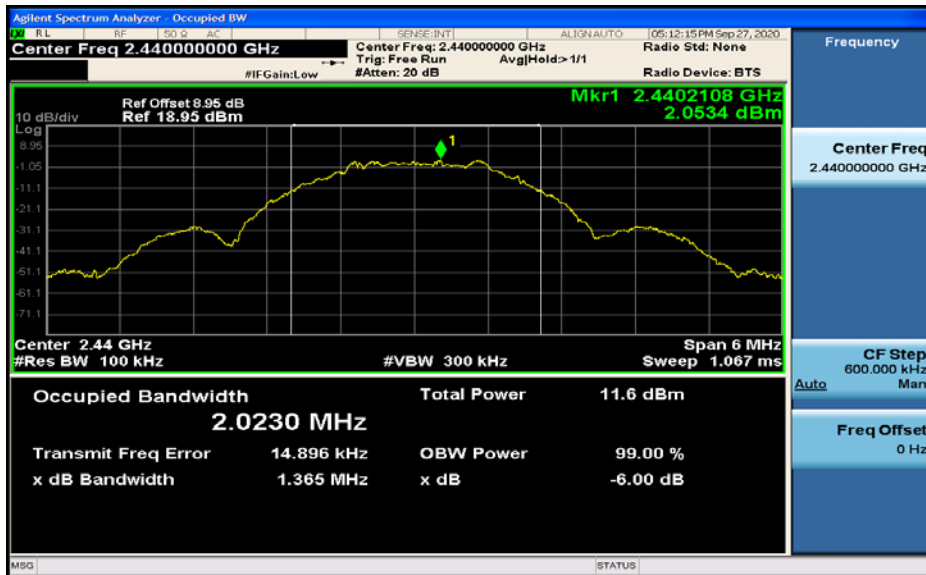 Agilent Spectrum Analyzer - Occupied BW
LXI RL RF 50 Ω AC SENSE:INT ALIGN AUTO 05:12:15 PM Sep 27, 2020
Center Freq 2.440000000 GHz
Center Freq: 2.440000000 GHz
Radio Std: None
Trig: Free Run Avg|Hold:> 1/1
#IFGain:Low
#Atten: 20 dB
Radio Device: BTS
Frequency
Mkr1 2.4402108 GHz
2.0534 dBm
Ref Offset 8.95 dB
10 dB/div
Ref 18.95 dBm
Log
8.95
-1.05
-11.1
-21.1
-31.1
-41.1
-51.1
-61.1
-71.1
1
Center 2.44 GHz
Span 6 MHz
#Res BW 100 kHz
#VBW 300 kHz
Sweep 1.067 ms
Center Freq
2.440000000 GHz
CF Step
600.000 kHz
Auto Man
Freq Offset
0 Hz
Occupied Bandwidth
2.0230 MHz
Total Power 11.6 dBm
Transmit Freq Error 14.896 kHz
OBW Power 99.00 %
x dB Bandwidth 1.365 MHz
x dB -6.00 dB
MSG
STATUS